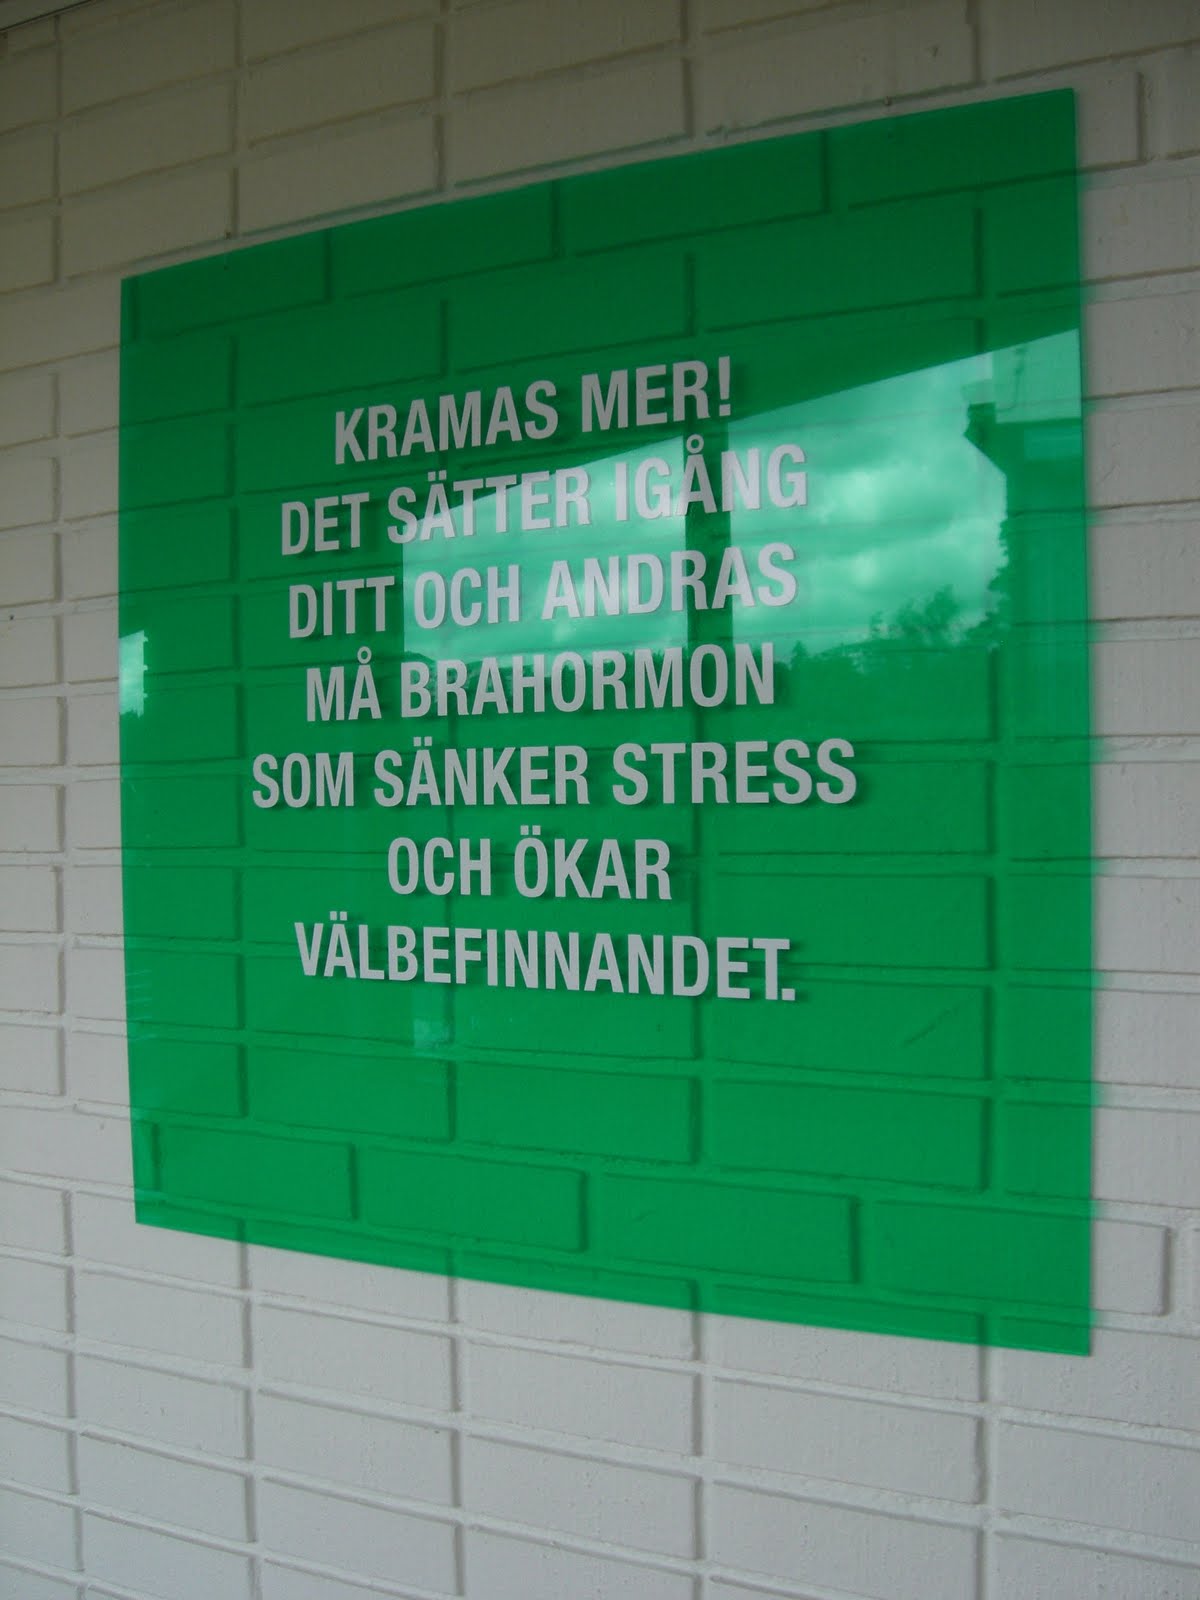 KRAMAS MER!
DET SÄTTER IGÅNG
DITT OCH ANDRAS
MÅ BRAHORMON
SOM SÄNKER STRESS
OCH ÖKAR
VÄLBEFINNANDET.